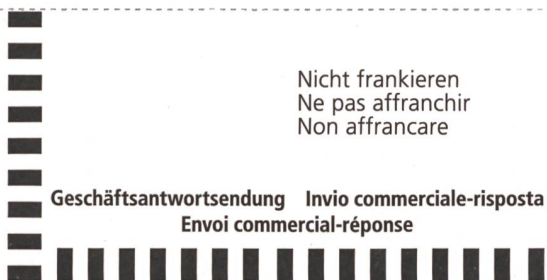 Nicht frankieren
Ne pas affranchir
Non affrancare
Geschäftsantwortsendung Invio commerciale-risposta
Envoi commercial-réponse